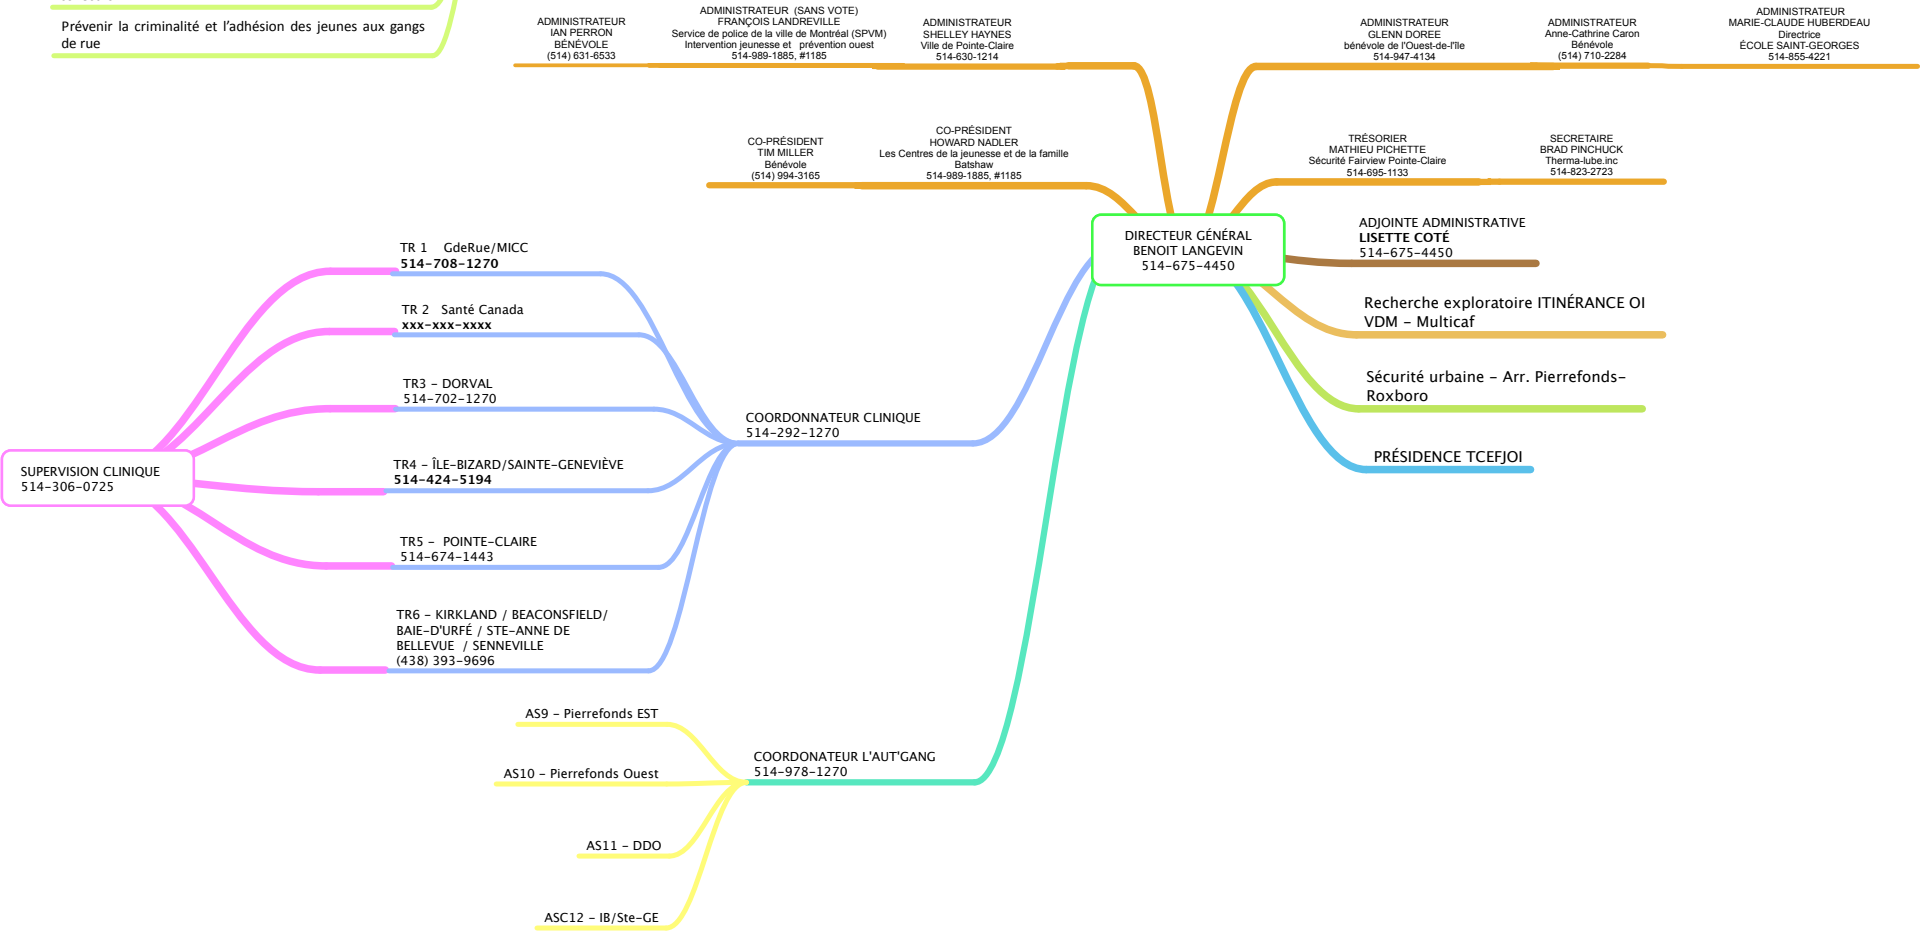 Prévenir la criminalité et l'adhésion des jeunes aux gangs
de rue
ADMINISTRATEUR
IAN PERRON
BÉNÉVOLE
(514) 631-6533
ADMINISTRATEUR (SANS VOTE)
FRANÇOIS LANDREVILLE
Service de police de la ville de Montréal (SPVM)
Intervention jeunesse et prévention ouest
514-989-1885, #1185
ADMINISTRATEUR
SHELLEY HAYNES
Ville de Pointe-Claire
514-630-1214
ADMINISTRATEUR
GLENN DOREE
bénévole de l'Ouest-de-l'île
514-947-4134
ADMINISTRATEUR
Anne-Cathrine Caron
Bénévole
(514) 710-2284
ADMINISTRATEUR
MARIE-CLAUDE HUBERDEAU
Directrice
ÉCOLE SAINT-GEORGES
514-855-4221
CO-PRÉSIDENT
TIM MILLER
Bénévole
(514) 994-3165
CO-PRÉSIDENT
HOWARD NADLER
Les Centres de la jeunesse et de la famille
Batshaw
514-989-1885, #1185
TRÉSORIER
MATHIEU PICHETTE
Sécurité Fairview Pointe-Claire
514-695-1133
SECRETAIRE
BRAD PINCHUCK
Therma-lube.inc
514-823-2723
DIRECTEUR GÉNÉRAL
BENOIT LANGEVIN
514-675-4450
ADJOINTE ADMINISTRATIVE
LISETTE COTÉ
514-675-4450
Recherche exploratoire ITINÉRANCE OI
VDM - Multicaf
Sécurité urbaine - Arr. Pierrefonds-
Roxboro
PRÉSIDENCE TCEFJOI
TR 1 GdeRue/MICC
514-708-1270
TR 2 Santé Canada
xxx-xxx-xxxx
TR3 - DORVAL
514-702-1270
COORDONNATEUR CLINIQUE
514-292-1270
SUPERVISION CLINIQUE
514-306-0725
TR4 - ÎLE-BIZARD/SAINTE-GENEVIÈVE
514-424-5194
TR5 - POINTE-CLAIRE
514-674-1443
TR6 - KIRKLAND / BEACONSFIELD/
BAIE-D'URFÉ / STE-ANNE DE
BELLEVUE / SENNEVILLE
(438) 393-9696
AS9 - Pierrefonds EST
AS10 - Pierrefonds Ouest
COORDONATEUR L'AUT'GANG
514-978-1270
AS11 - DDO
ASC12 - IB/Ste-GE